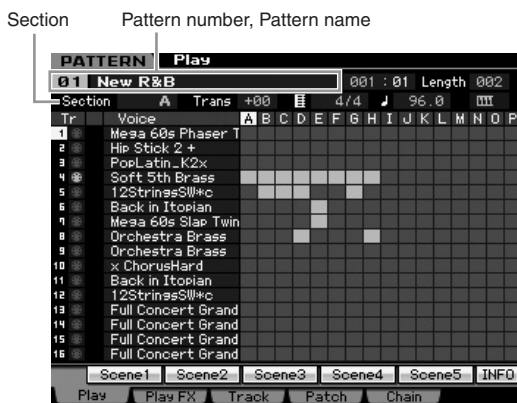 Section Pattern number, Pattern name
PATTERN Play
01 New R&B 001 : 01 Length 002
Section A Trans +00 4/4 96.0
Tr Voice A B C D E F G H I J K L M N O P
1 Mega 60s Phaser T
2 Hip Stick 2 +
3 PopLatin_K2x
4 Soft 5th Brass
5 12StringsSW*c
6 Back in Itopian
7 Mega 60s Slap Twin
8 Orchestra Brass
9 Orchestra Brass
10 x ChorusHard
11 Back in Itopian
12 12StringsSW*c
13 Full Concert Grand
14 Full Concert Grand
15 Full Concert Grand
16 Full Concert Grand
Scene1 Scene2 Scene3 Scene4 Scene5 INFO
Play Play FX Track Patch Chain